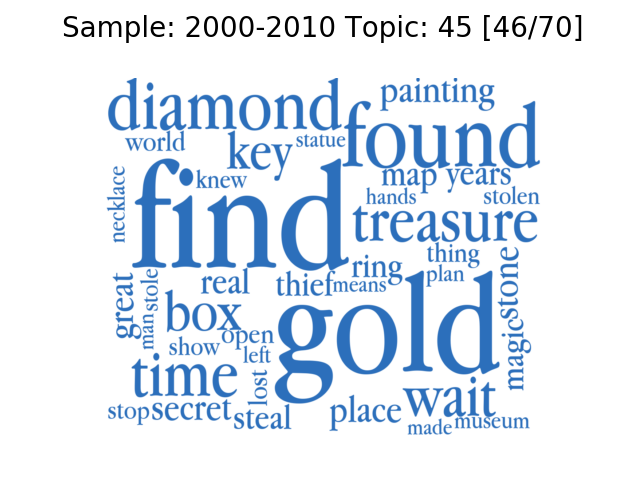 Sample: 2000-2010 Topic: 45 [46/70]
diamond
painting
found
world
key
statue
find
knew
map
years
hands
stolen
necklace
treasure
great
stole
man
real
thief
means
ring
thing
plan
stone
box
open
show
left
gold
magic
time
lost
wait
stop
secret
steal
place
made
museum